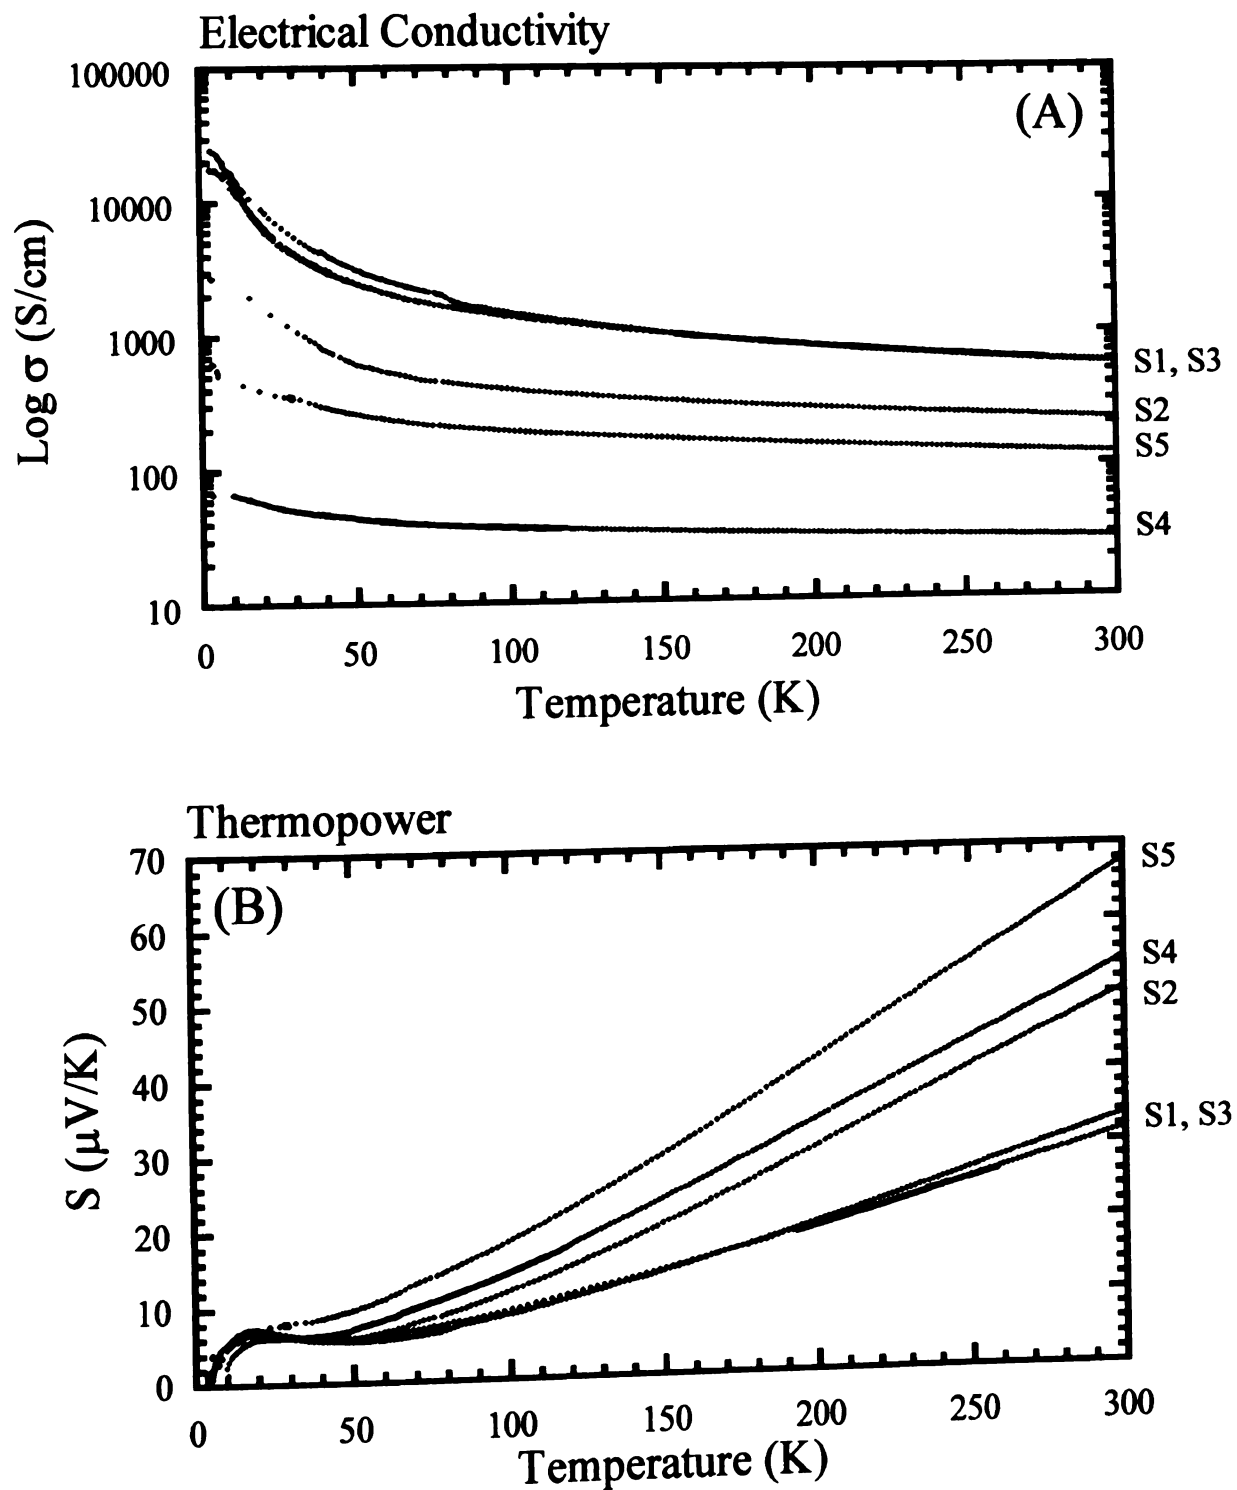 Electrical Conductivity
100000
(A)
10000
Log σ (S/cm)
1000
S1, S3
S2
S5
100
S4
10
0 50 100 150 200 250 300
Temperature (K)
Thermopower
70
S5
(B)
60
S4
S2
50
S (μV/K)
40
S1, S3
30
20
10
0
0 50 100 150 200 250 300
Temperature (K)